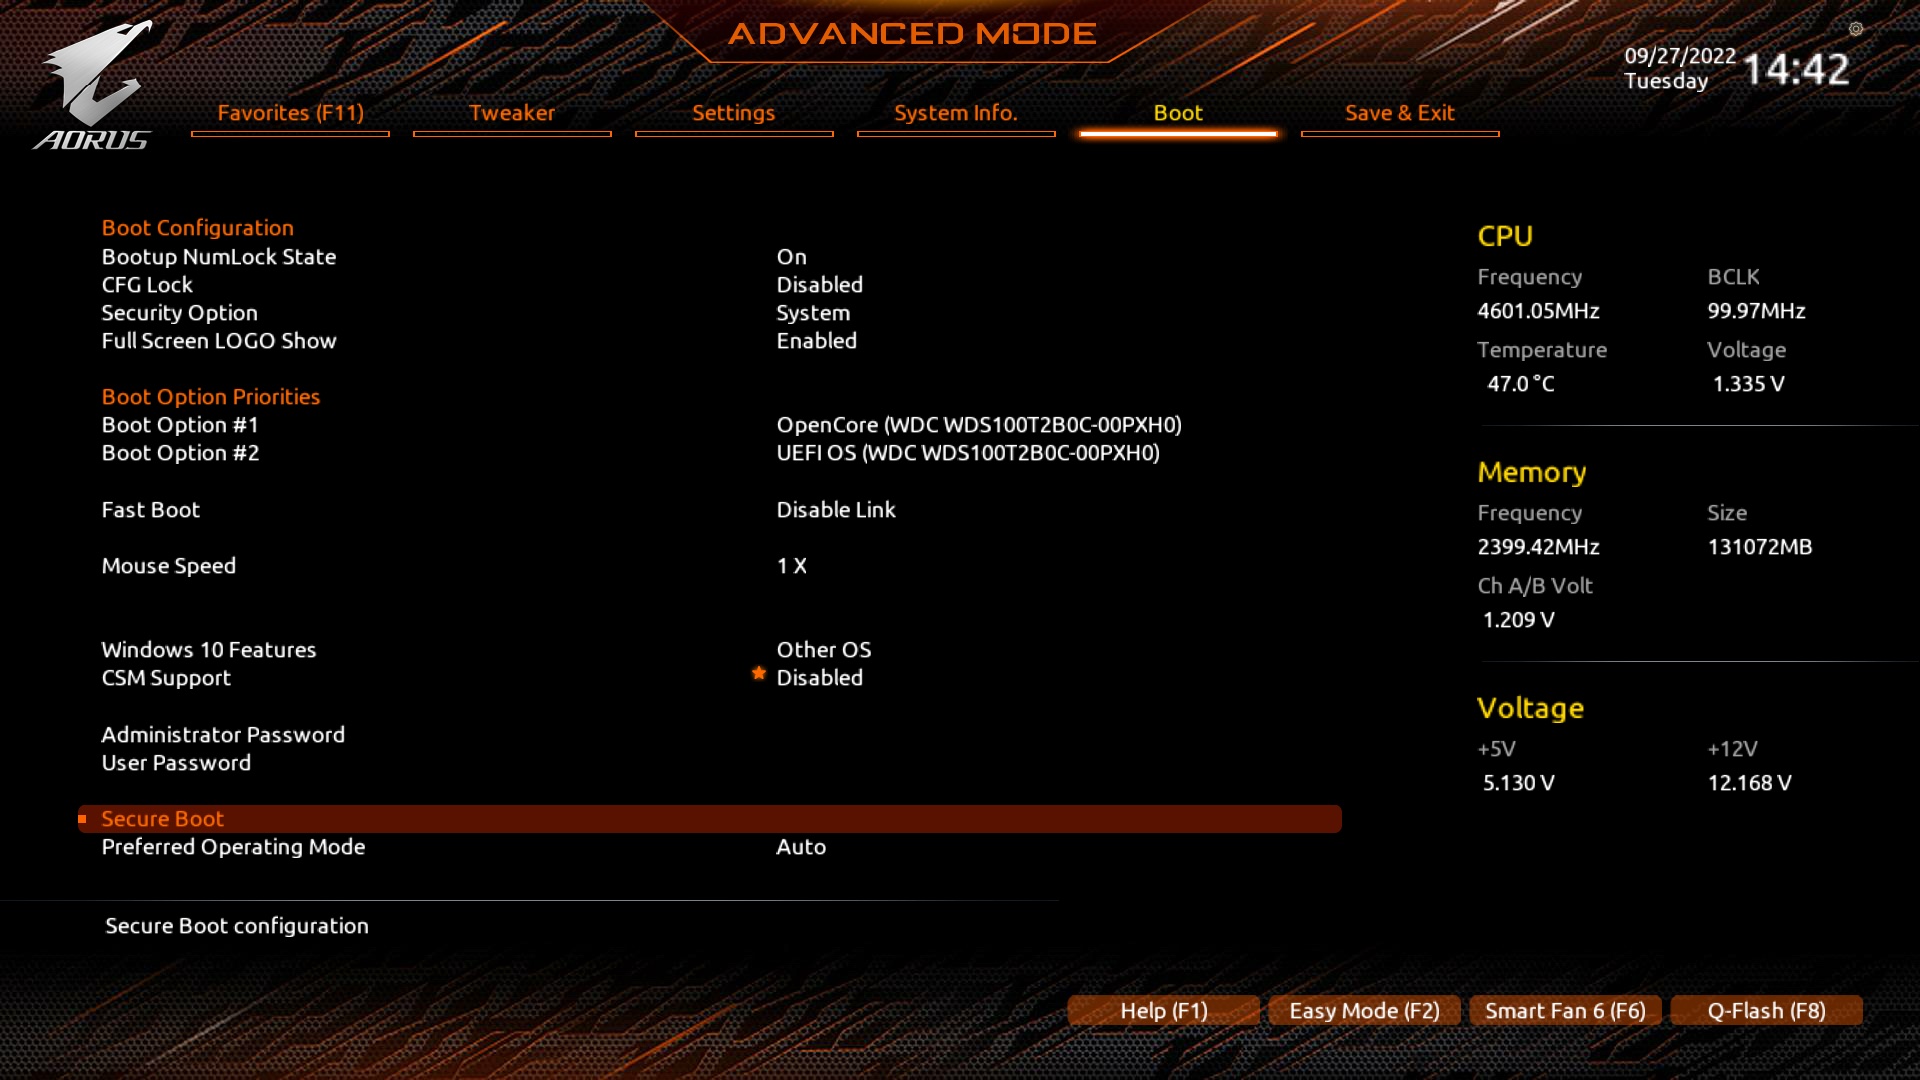 ADVANCED MODE
AORUS
09/27/2022
Tuesday
14:42
Favorites (F11) Tweaker Settings System Info. Boot Save & Exit
Boot Configuration
Bootup NumLock State On
CFG Lock Disabled
Security Option System
Full Screen LOGO Show Enabled
Boot Option Priorities
Boot Option #1 OpenCore (WDC WDS100T2B0C-00PXH0)
Boot Option #2 UEFI OS (WDC WDS100T2B0C-00PXH0)
Fast Boot Disable Link
Mouse Speed 1 X
Windows 10 Features Other OS
CSM Support Disabled
Administrator Password
User Password
Secure Boot
Preferred Operating Mode Auto
Secure Boot configuration
CPU
Frequency BCLK
4601.05MHz 99.97MHz
Temperature Voltage
47.0 °C 1.335 V
Memory
Frequency Size
2399.42MHz 131072MB
Ch A/B Volt
1.209 V
Voltage
+5V +12V
5.130 V 12.168 V
Help (F1) Easy Mode (F2) Smart Fan 6 (F6) Q-Flash (F8)